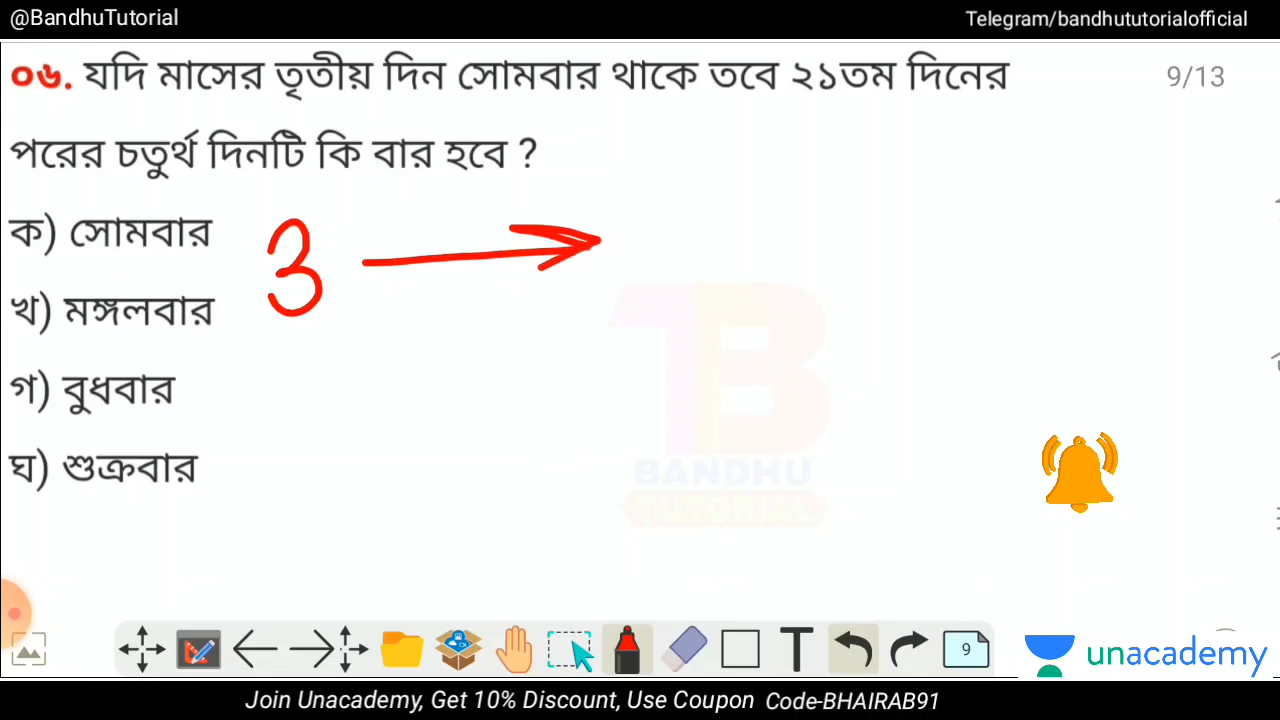 @BandhuTutorial
Telegram/bandhututorialofficial
০৬. যদি মাসের তৃতীয় দিন সোমবার থাকে তবে ২১তম দিনের
9/13
পরের চতুর্থ দিনটি কি বার হবে ?
ক) সোমবার
3
খ) মঙ্গলবার
গ) বুধবার
ঘ) শুক্রবার
TB
BANDHU
TUTORIAL
T
9
unacademy
Join Unacademy, Get 10% Discount, Use Coupon Code-BHAIRAB91